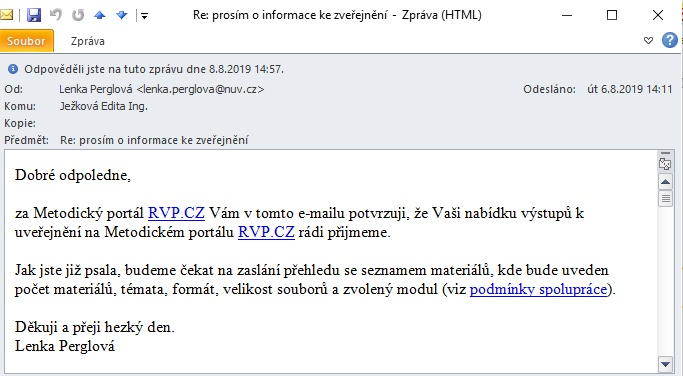 Re: prosím o informace ke zveřejnění - Zpráva (HTML)
Soubor Zpráva
Odpověděli jste na tuto zprávu dne 8.8.2019 14:57.
Od: Lenka Perglová <lenka.perglova@nuv.cz> Odesláno: út 6.8.2019 14:11
Komu: Ježková Edita Ing.
Kopie:
Předmět: Re: prosím o informace ke zveřejnění
Dobré odpoledne,
za Metodický portál RVP.CZ Vám v tomto e-mailu potvrzuji, že Vaši nabídku výstupů k
uveřejnění na Metodickém portálu RVP.CZ rádi přijmeme.
Jak jste již psala, budeme čekat na zaslání přehledu se seznamem materiálů, kde bude uveden
počet materiálů, témata, formát, velikost souborů a zvolený modul (viz podmínky spolupráce).
Děkuji a přeji hezký den.
Lenka Perglová